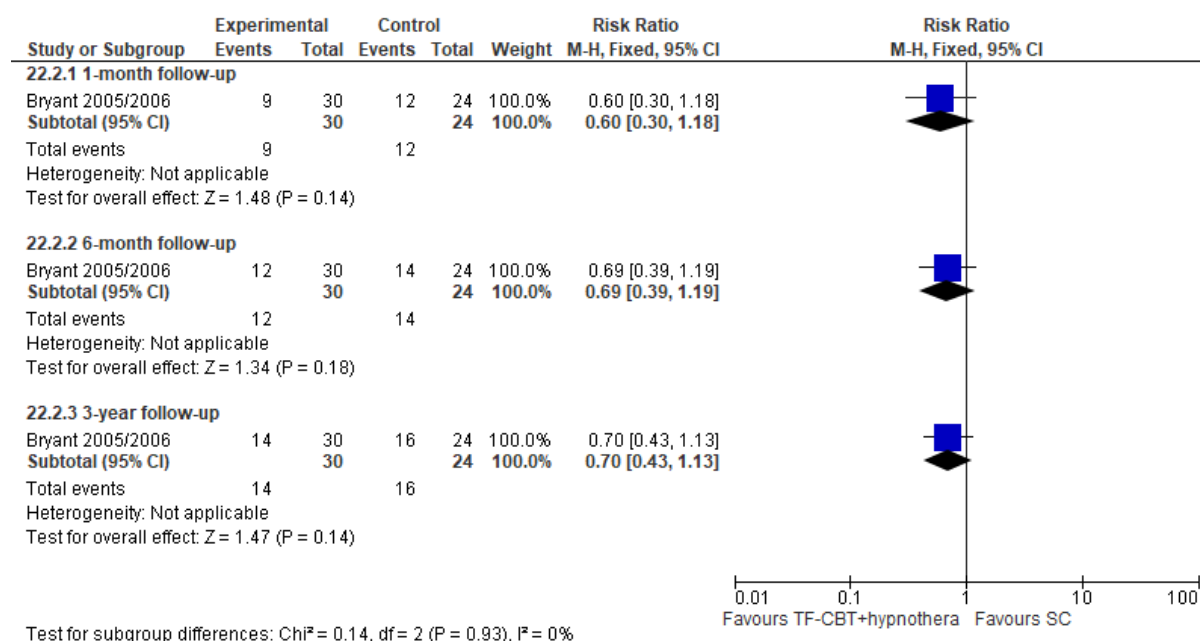 Experimental Control Risk Ratio Risk Ratio
Study or Subgroup Events Total Events Total Weight M-H, Fixed, 95% CI M-H, Fixed, 95% CI
22.2.1 1-month follow-up
Bryant 2005/2006 9 30 12 24 100.0% 0.60 [0.30, 1.18]
Subtotal (95% CI) 30 24 100.0% 0.60 [0.30, 1.18]
Total events 9 12
Heterogeneity: Not applicable
Test for overall effect: Z = 1.48 (P = 0.14)
22.2.2 6-month follow-up
Bryant 2005/2006 12 30 14 24 100.0% 0.69 [0.39, 1.19]
Subtotal (95% CI) 30 24 100.0% 0.69 [0.39, 1.19]
Total events 12 14
Heterogeneity: Not applicable
Test for overall effect: Z = 1.34 (P = 0.18)
22.2.3 3-year follow-up
Bryant 2005/2006 14 30 16 24 100.0% 0.70 [0.43, 1.13]
Subtotal (95% CI) 30 24 100.0% 0.70 [0.43, 1.13]
Total events 14 16
Heterogeneity: Not applicable
Test for overall effect: Z = 1.47 (P = 0.14)
0.01 0.1 1 10 100
Favours TF-CBT+hypnothera Favours SC
Test for subgroup differences: Chi² = 0.14, df = 2 (P = 0.93), I² = 0%